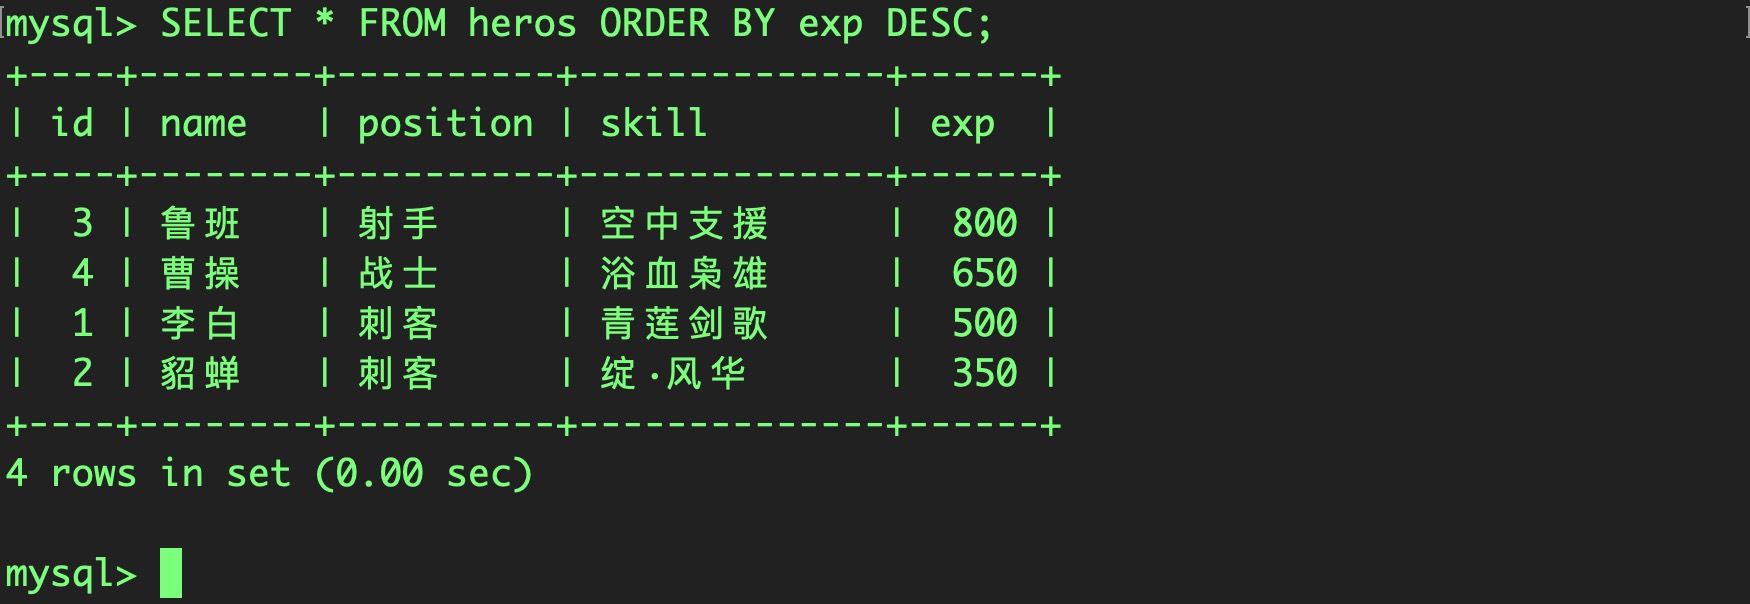 mysql> SELECT * FROM heros ORDER BY exp DESC;
+----+--------+----------+--------------+------+
| id | name   | position | skill        | exp  |
+----+--------+----------+--------------+------+
|  3 | 鲁班   | 射手     | 空中支援     |  800 |
|  4 | 曹操   | 战士     | 浴血枭雄     |  650 |
|  1 | 李白   | 刺客     | 青莲剑歌     |  500 |
|  2 | 貂蝉   | 刺客     | 绽·风华      |  350 |
+----+--------+----------+--------------+------+
4 rows in set (0.00 sec)
mysql>